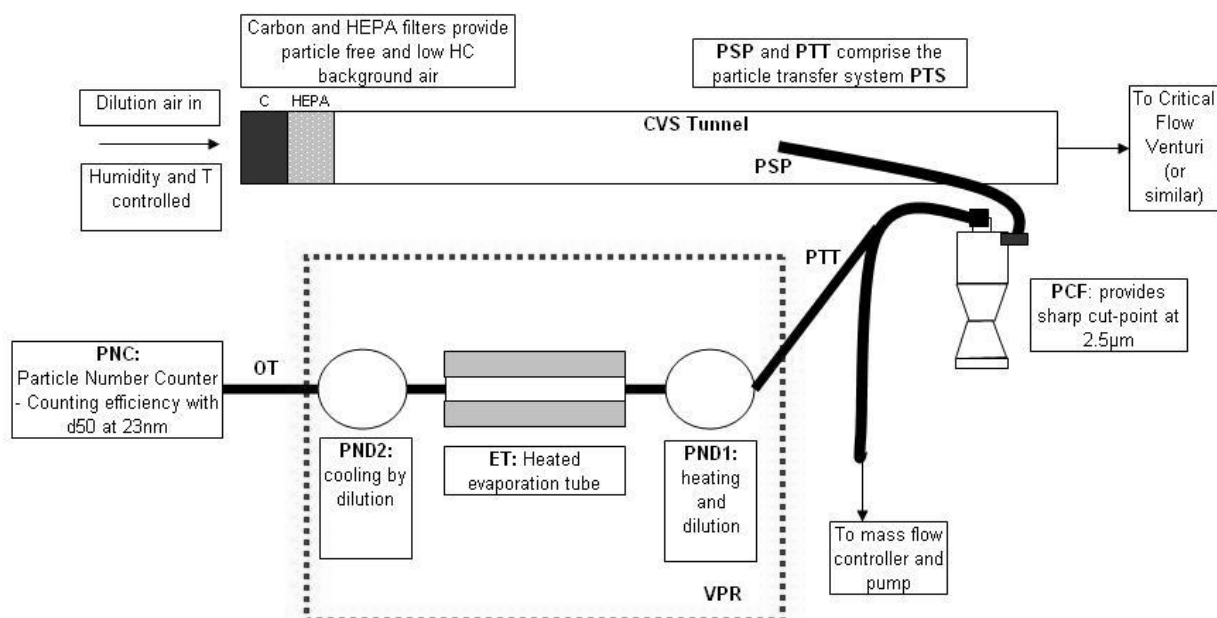 Carbon and HEPA filters provide
particle free and low HC
background air
PSP and PTT comprise the
particle transfer system PTS
Dilution air in
C
HEPA
CVS Tunnel
To Critical
Flow
Venturi
(or
similar)
PSP
Humidity and T
controlled
PTT
PCF: provides
sharp cut-point at
2.5µm
PNC:
Particle Number Counter
- Counting efficiency with
d50 at 23nm
OT
PND2:
cooling by
dilution
ET: Heated
evaporation tube
PND1:
heating
and
dilution
To mass flow
controller and
pump
VPR